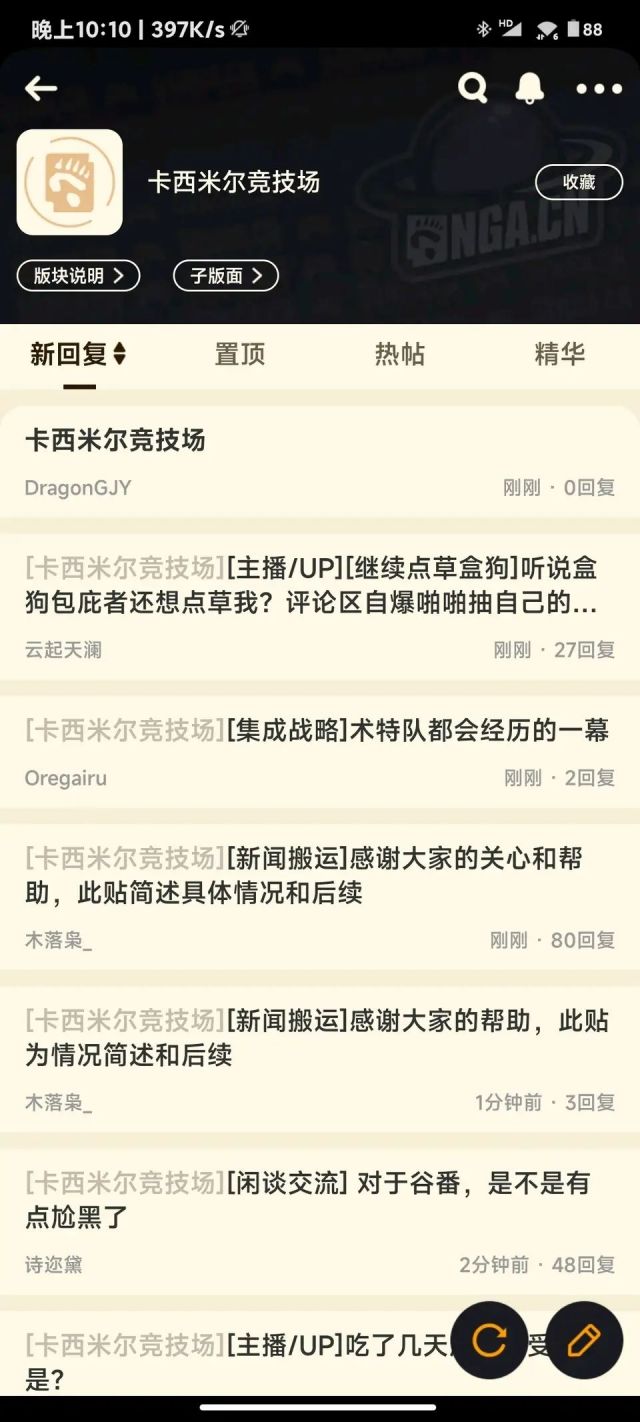 晚上10:10 | 397K/s
HD
6
88
卡西米尔竞技场
收藏
NGA.CN
版块说明
子版面
新回复
置顶
热帖
精华
卡西米尔竞技场
DragonGJY
刚刚 · 0回复
[卡西米尔竞技场][主播/UP][继续点草盒狗]听说盒
狗包庇者还想点草我？评论区自爆啪啪抽自己的...
云起天澜
刚刚 · 27回复
[卡西米尔竞技场][集成战略]术特队都会经历的一幕
Oregairu
刚刚 · 2回复
[卡西米尔竞技场][新闻搬运]感谢大家的关心和帮
助，此贴简述具体情况和后续
木落枭_
刚刚 · 80回复
[卡西米尔竞技场][新闻搬运]感谢大家的帮助，此贴
为情况简述和后续
木落枭_
1分钟前 · 3回复
[卡西米尔竞技场][闲谈交流] 对于谷番，是不是有
点尬黑了
诗迩黛
2分钟前 · 48回复
[卡西米尔竞技场][主播/UP]吃了几天 受
是？